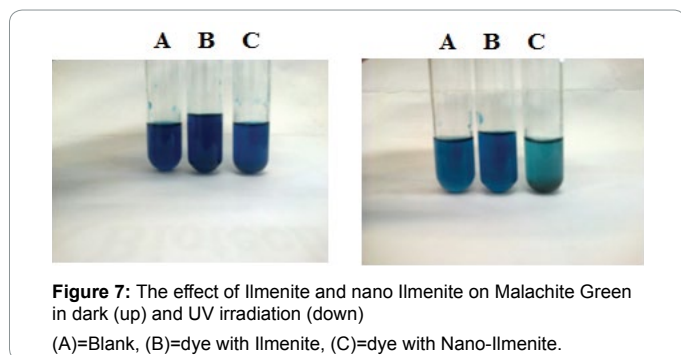 A B C
A B C
Figure 7: The effect of Ilmenite and nano Ilmenite on Malachite Green
in dark (up) and UV irradiation (down)
(A)=Blank, (B)=dye with Ilmenite, (C)=dye with Nano-Ilmenite.